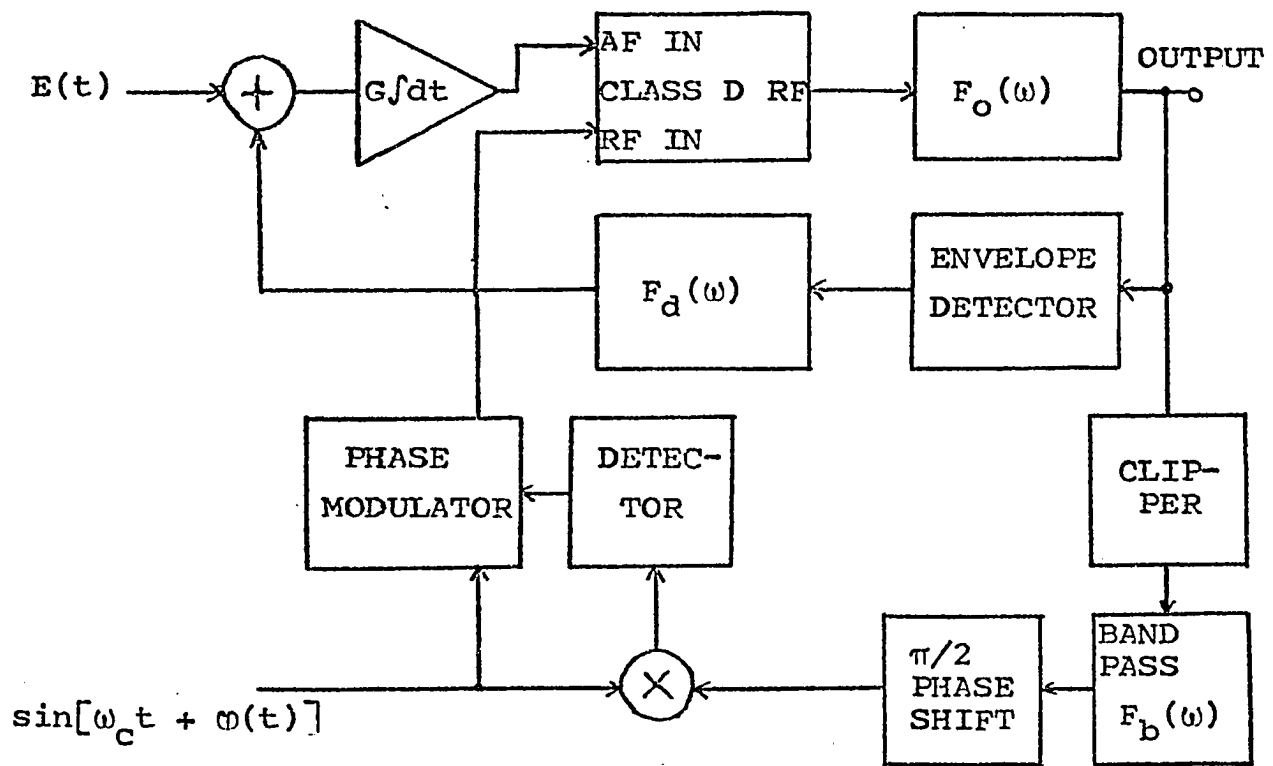 E(t)
+
G∫dt
AF IN
CLASS D RF
RF IN
F_o(ω)
OUTPUT
F_d(ω)
ENVELOPE
DETECTOR
PHASE
MODULATOR
DETEC-
TOR
CLIP-
PER
sin[ω_c t + φ(t)]
×
π/2
PHASE
SHIFT
BAND
PASS
F_b(ω)